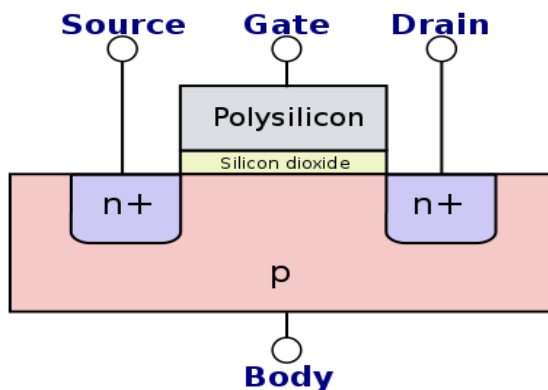 Source Gate Drain
Polysilicon
Silicon dioxide
n+ n+
p
Body